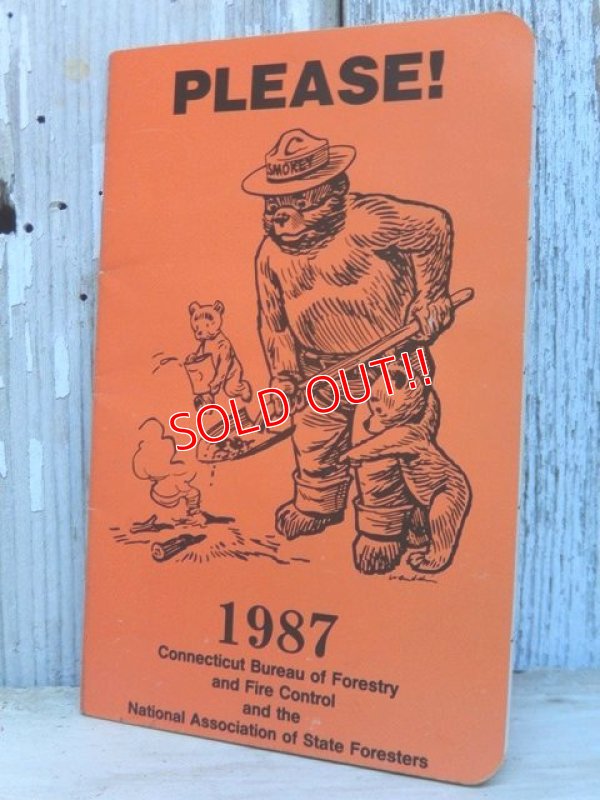 PLEASE!
C
SMOKEY
SOLD OUT!!
1987
Connecticut Bureau of Forestry
and Fire Control
and the
National Association of State Foresters